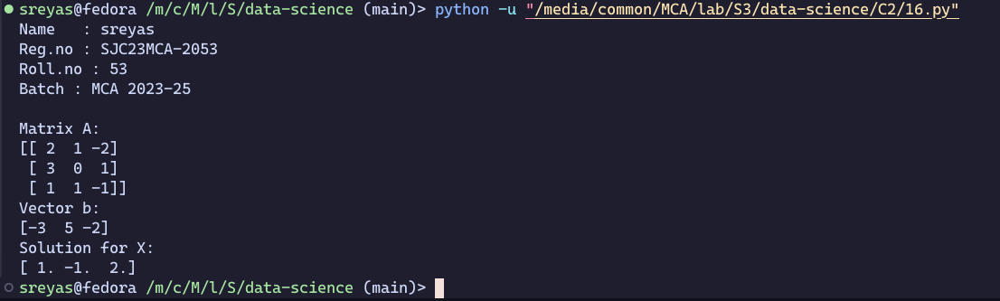 sreyas@fedora /m/c/M/l/S/data-science (main)> python -u "/media/common/MCA/lab/S3/data-science/C2/16.py"
Name   : sreyas
Reg.no : SJC23MCA-2053
Roll.no : 53
Batch : MCA 2023-25
Matrix A:
[[ 2  1 -2]
 [ 3  0  1]
 [ 1  1 -1]]
Vector b:
[-3  5 -2]
Solution for X:
[ 1. -1.  2.]
sreyas@fedora /m/c/M/l/S/data-science (main)>